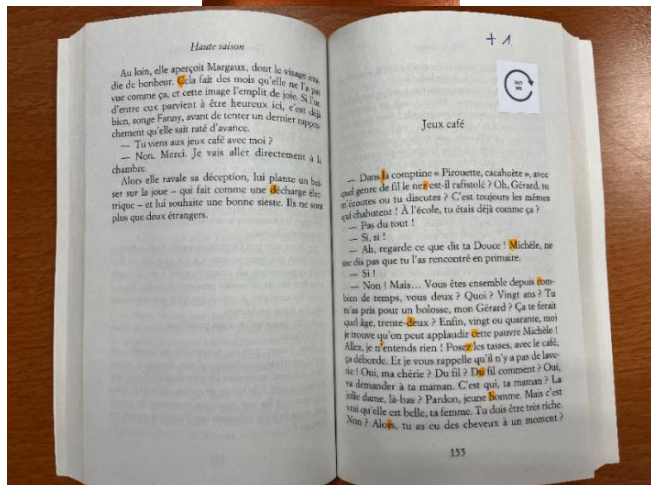 Haute saison
Au loin, elle aperçoit Margaux, dont le visage irra-
die de bonheur. Cela fait des mois qu'elle ne l'a pas
vue comme ça, et cette image l'emplit de joie. Si l'un
d'entre eux parvient à être heureux ici, c'est déjà
bien, songe Fanny, avant de tenter un dernier rappro-
chement qu'elle sait raté d'avance.
— Tu viens aux jeux café avec moi ?
— Non. Merci. Je vais aller directement à la
chambre.
Alors elle ravale sa déception, lui plante un bai-
ser sur la joue – qui fait comme une décharge élec-
trique – et lui souhaite une bonne sieste. Ils ne sont
plus que deux étrangers.
+ 1
Jeux café
— Dans la comptine « Pirouette, cacahuète », avec
quel genre de fil le nez est-il rafistolé ? Oh, Gérard, tu
m'écoutes ou tu discutes ? C'est toujours les mêmes
qui chahutent ! À l'école, tu étais déjà comme ça ?
— Pas du tout !
— Si, si !
— Ah, regarde ce que dit ta Douce ! Michèle, ne
me dis pas que tu l'as rencontré en primaire.
— Si !
— Non ! Mais… Vous êtes ensemble depuis com-
bien de temps, vous deux ? Quoi ? Vingt ans ? Tu
m'as pris pour un bolosse, mon Gérard ? Ça te ferait
quel âge, trente-deux ? Enfin, vingt ou quarante, moi
je trouve qu'on peut applaudir cette pauvre Michèle !
Allez, je n'entends rien ! Posez les tasses, avec le café,
ça déborde. Et je vous rappelle qu'il n'y a pas de lave-
rie ! Oui, ma chérie ? Du fil ? Du fil comment ? Oui,
va demander à ta maman. C'est qui, ta maman ? La
jolie dame, là-bas ? Pardon, jeune homme. Mais c'est
vrai qu'elle est belle, ta femme. Tu dois être très riche.
Non ? Alors, tu as eu des cheveux à un moment ?
155